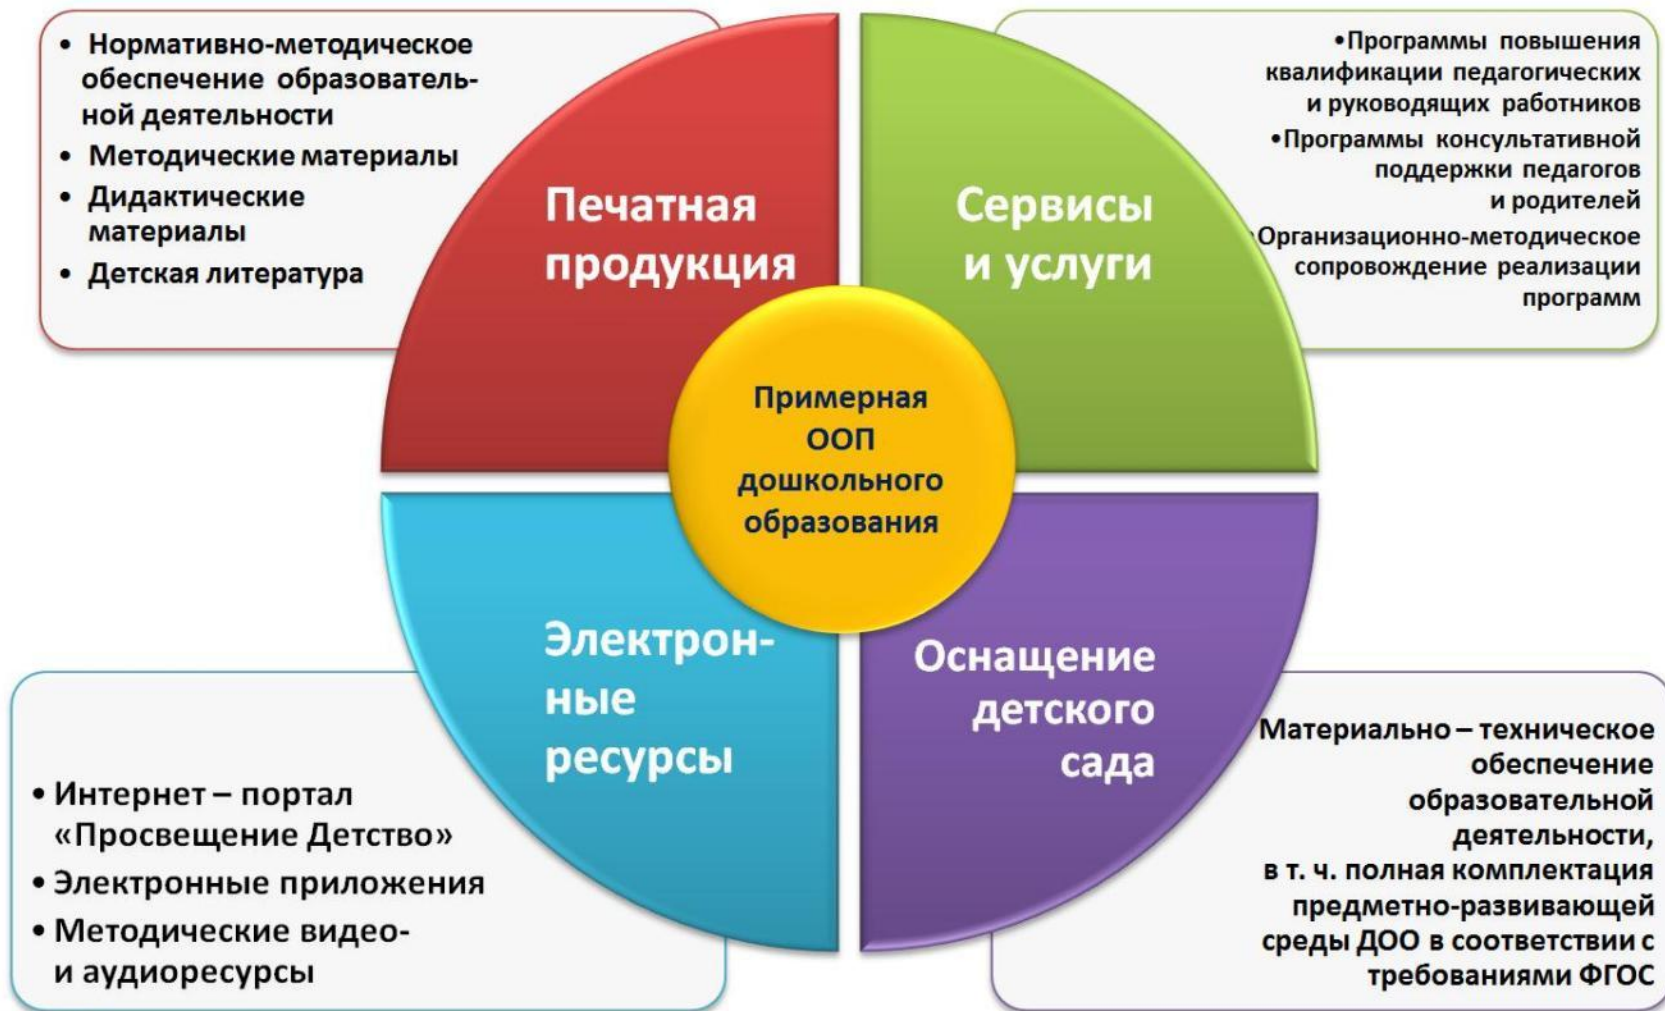 • Нормативно-методическое
обеспечение образователь-
ной деятельности
• Методические материалы
• Дидактические
материалы
• Детская литература
Печатная
продукция
Сервисы
и услуги
•Программы повышения
квалификации педагогических
и руководящих работников
•Программы консультативной
поддержки педагогов
и родителей
•Организационно-методическое
сопровождение реализации
программ
Примерная
ООП
дошкольного
образования
Электрон-
ные
ресурсы
• Интернет – портал
«Просвещение Детство»
• Электронные приложения
• Методические видео-
и аудиоресурсы
Оснащение
детского
сада
Материально – техническое
обеспечение
образовательной
деятельности,
в т. ч. полная комплектация
предметно-развивающей
среды ДОО в соответствии с
требованиями ФГОС